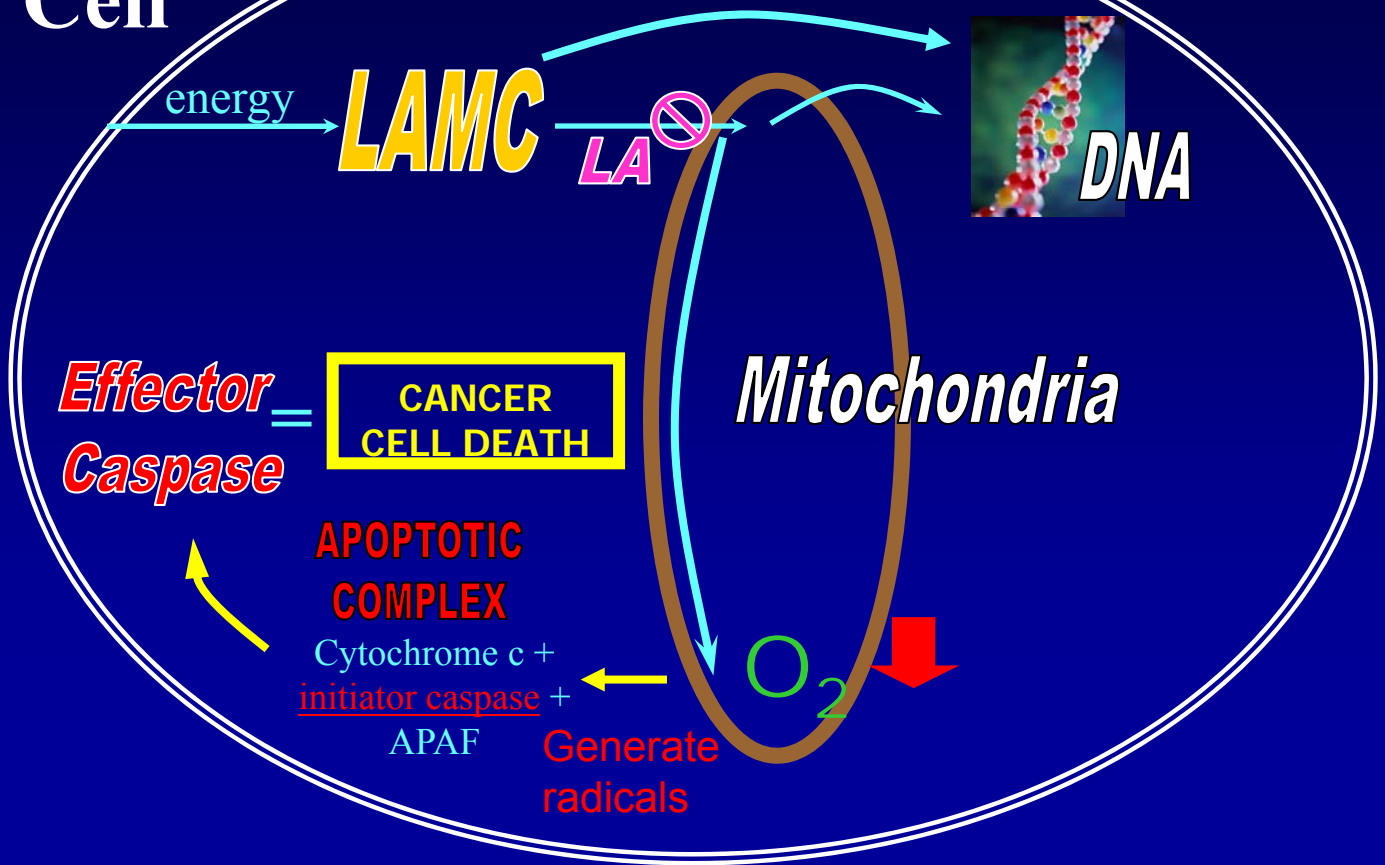 Cell
energy
LAMC
LA
DNA
Mitochondria
Effector
Caspase
=
CANCER
CELL DEATH
APOPTOTIC
COMPLEX
Cytochrome c +
initiator caspase +
APAF
Generate
radicals
O₂